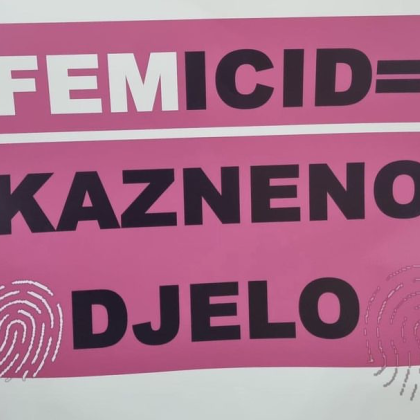 FEMICID=
KAZNENO
DJELO